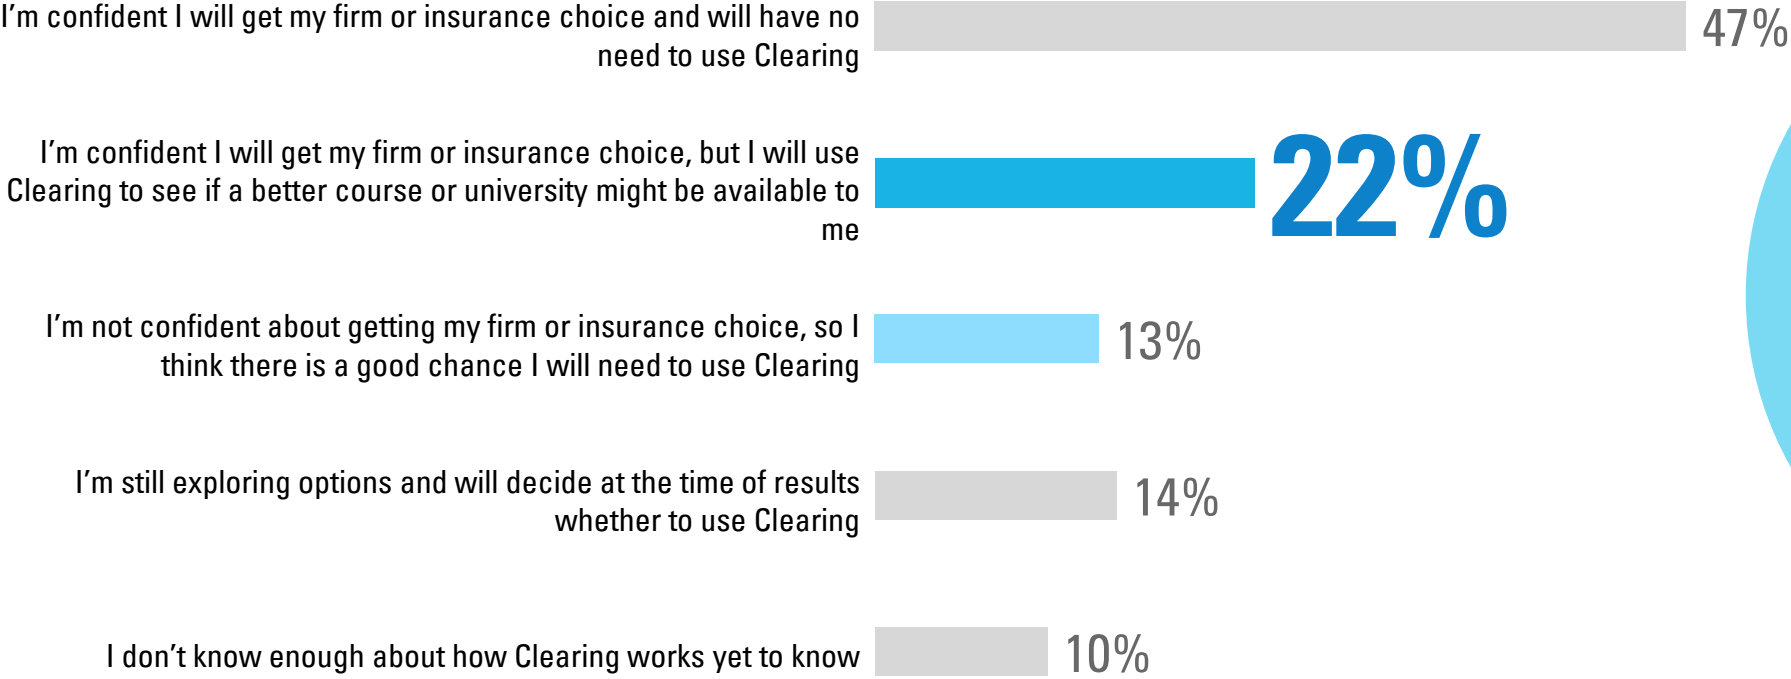 I’m confident I will get my firm or insurance choice and will have no
need to use Clearing
47%
I’m confident I will get my firm or insurance choice, but I will use
Clearing to see if a better course or university might be available to
me
22%
I’m not confident about getting my firm or insurance choice, so I
think there is a good chance I will need to use Clearing
13%
I’m still exploring options and will decide at the time of results
whether to use Clearing
14%
I don’t know enough about how Clearing works yet to know
10%